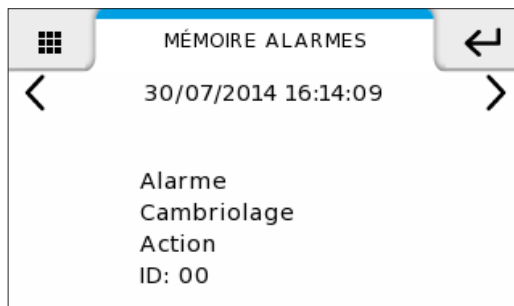 MÉMOIRE ALARMES
30/07/2014 16:14:09
Alarme
Cambriolage
Action
ID: 00